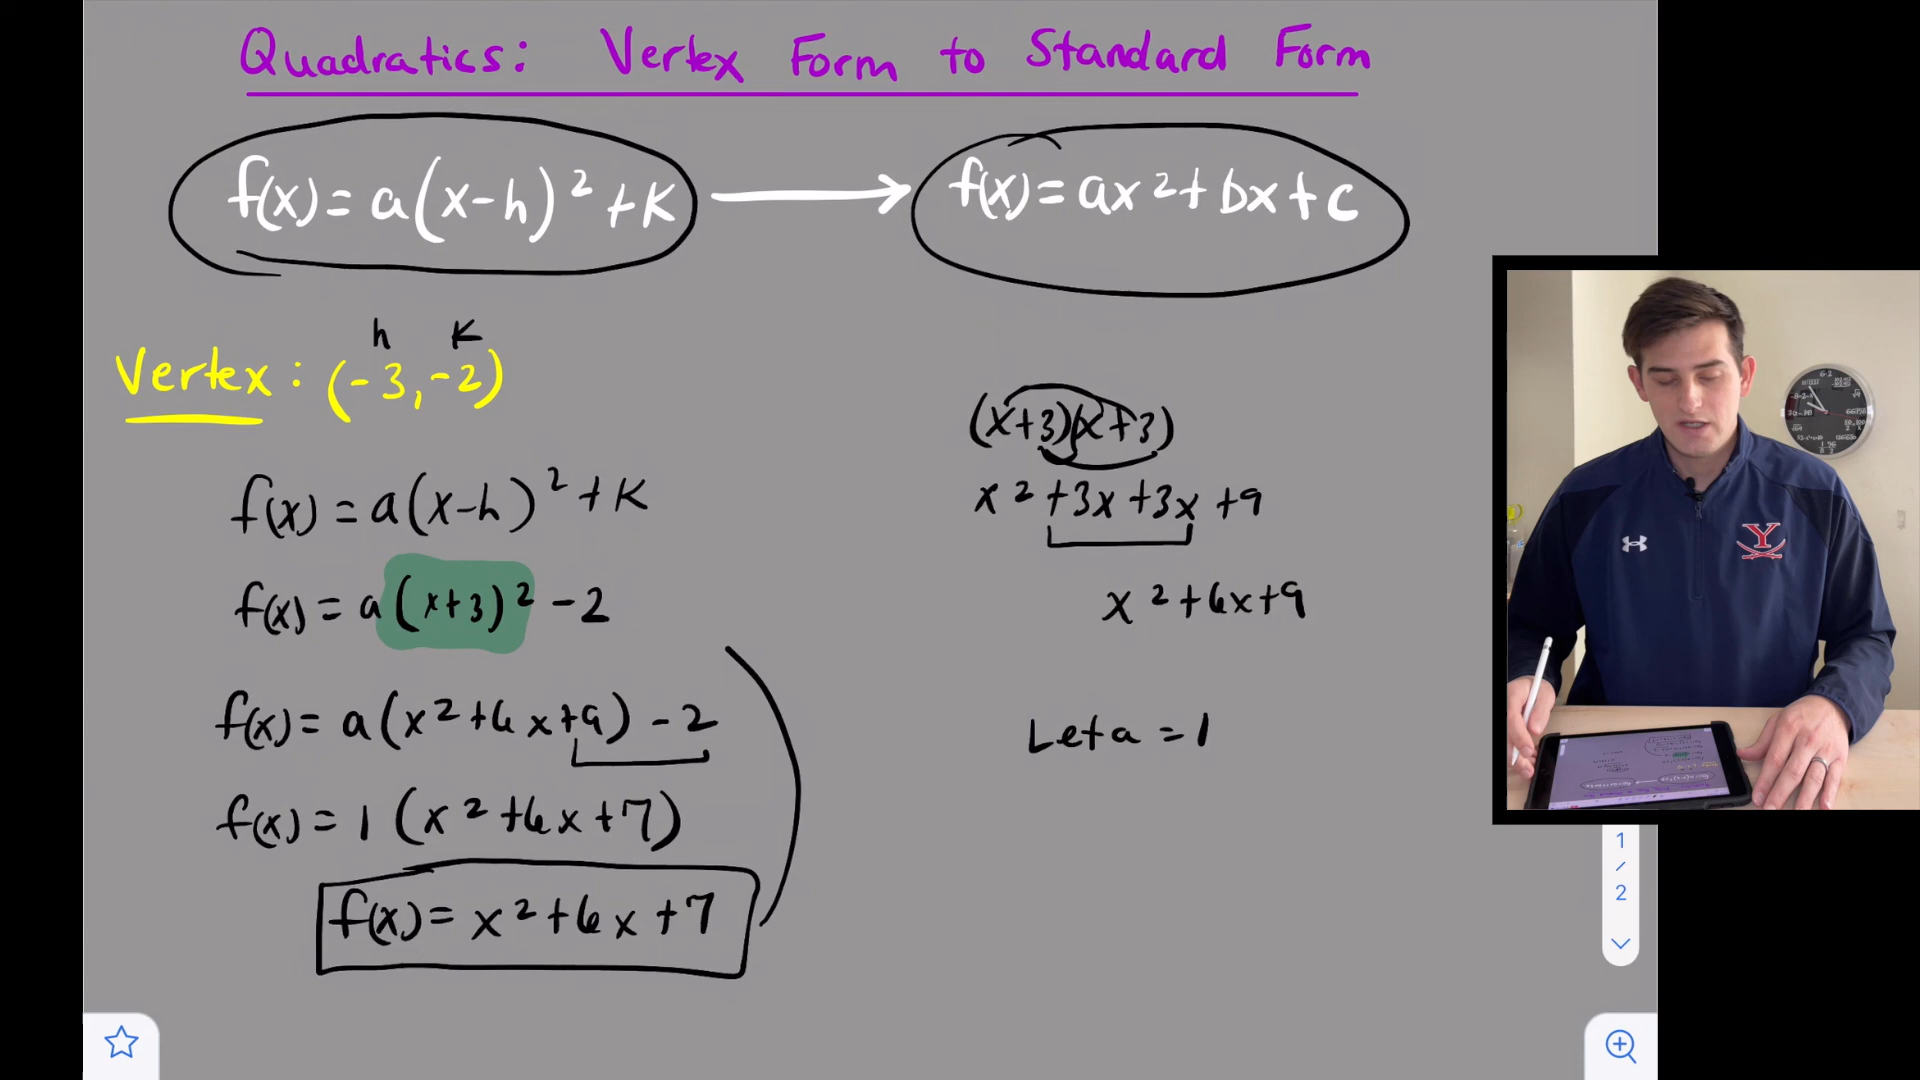 Quadratics: Vertex Form to Standard Form
f(x) = a(x-h)² + K
f(x) = ax² + bx + c
h K
Vertex: (-3, -2)
f(x) = a(x-h)² + K
f(x) = a(x+3)² - 2
f(x) = a(x²+6x+9) - 2
f(x) = 1(x²+6x+7)
f(x) = x²+6x+7
(x+3)(x+3)
x² +3x +3x +9
x²+6x+9
Let a = 1
Y
1
/
2